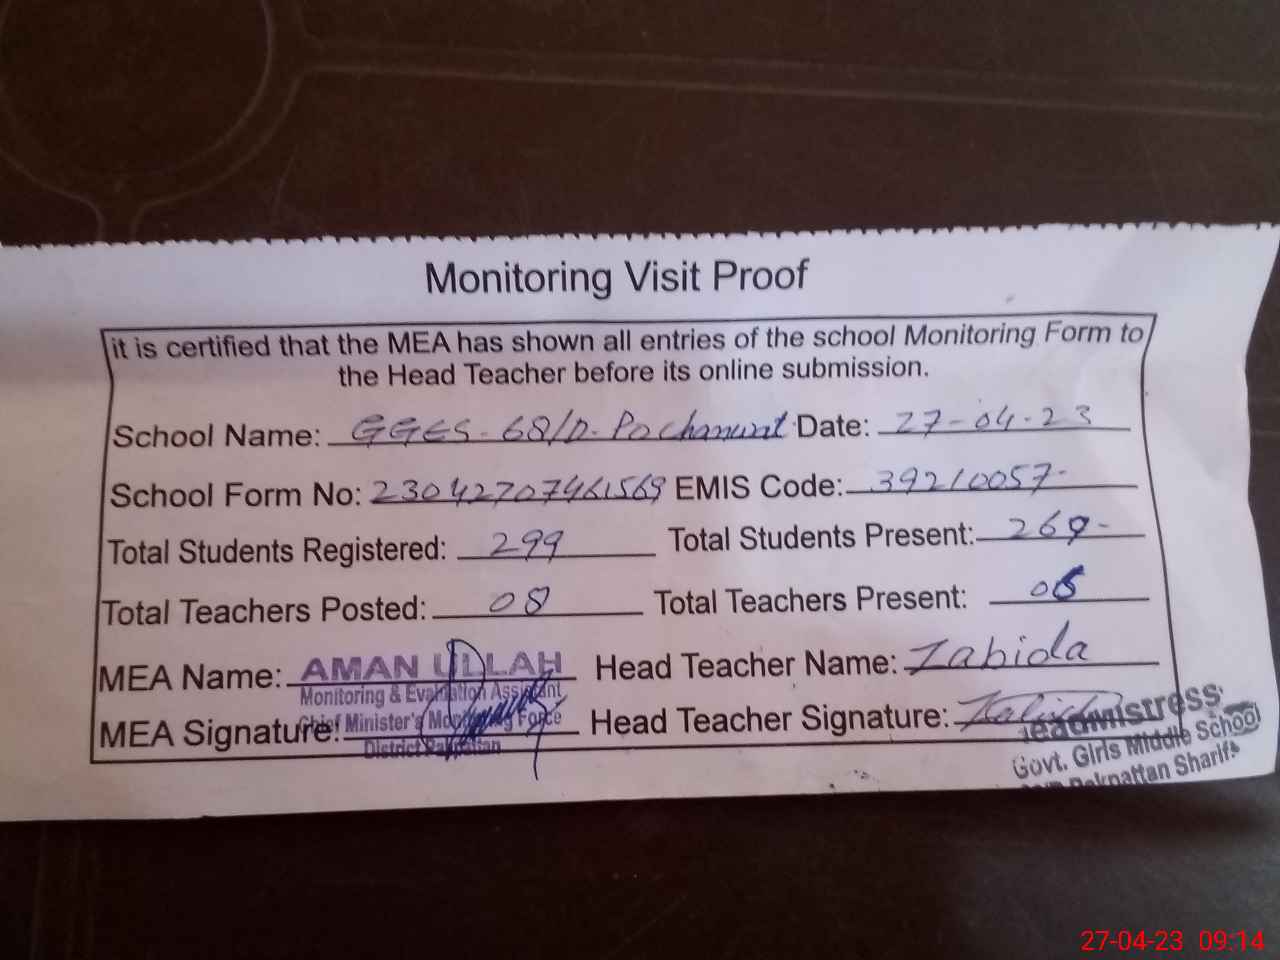 Monitoring Visit Proof
it is certified that the MEA has shown all entries of the school Monitoring Form to
the Head Teacher before its online submission.
School Name: GGES-68/D- Date: 27-04-23
School Form No: 23042707461569 EMIS Code: 39210057-
Total Students Registered: 299 Total Students Present: 269-
Total Teachers Posted: 08 Total Teachers Present:
MEA Name: AMAN ULLAH Head Teacher Name: Zabida
Monitoring & Evaluation Assistant
MEA Signature: Chief Minister's Monitoring Force Head Teacher Signature:
District Pakpattan
Headmistress
Govt. Girls Middle School
Pakpattan Sharif
27-04-23 09:14